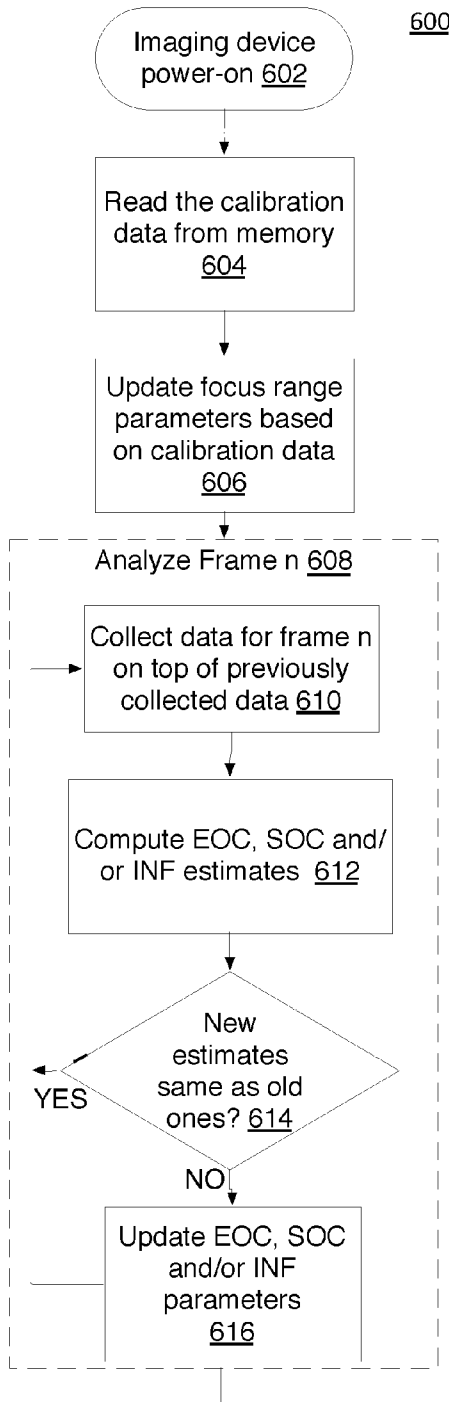 600
Imaging device
power-on 602
Read the calibration
data from memory
604
Update focus range
parameters based
on calibration data
606
Analyze Frame n 608
Collect data for frame n
on top of previously
collected data 610
Compute EOC, SOC and/
or INF estimates 612
New
estimates
same as old
ones? 614
YES
NO
Update EOC, SOC
and/or INF
parameters
616